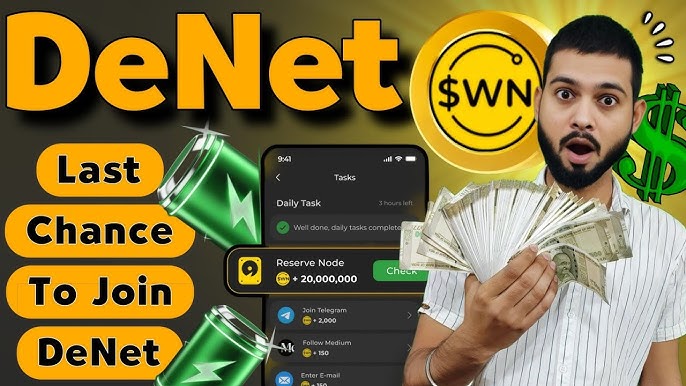 DeNet
$WN
Last
Chance
To Join
DeNet
9:41
Tasks
Daily Task
3 hours left
Well done, daily tasks complete
Reserve Node
+ 20,000,000
Check
Join Telegram
+ 2,000
Follow Medium
+ 150
Enter E-mail
+ 150